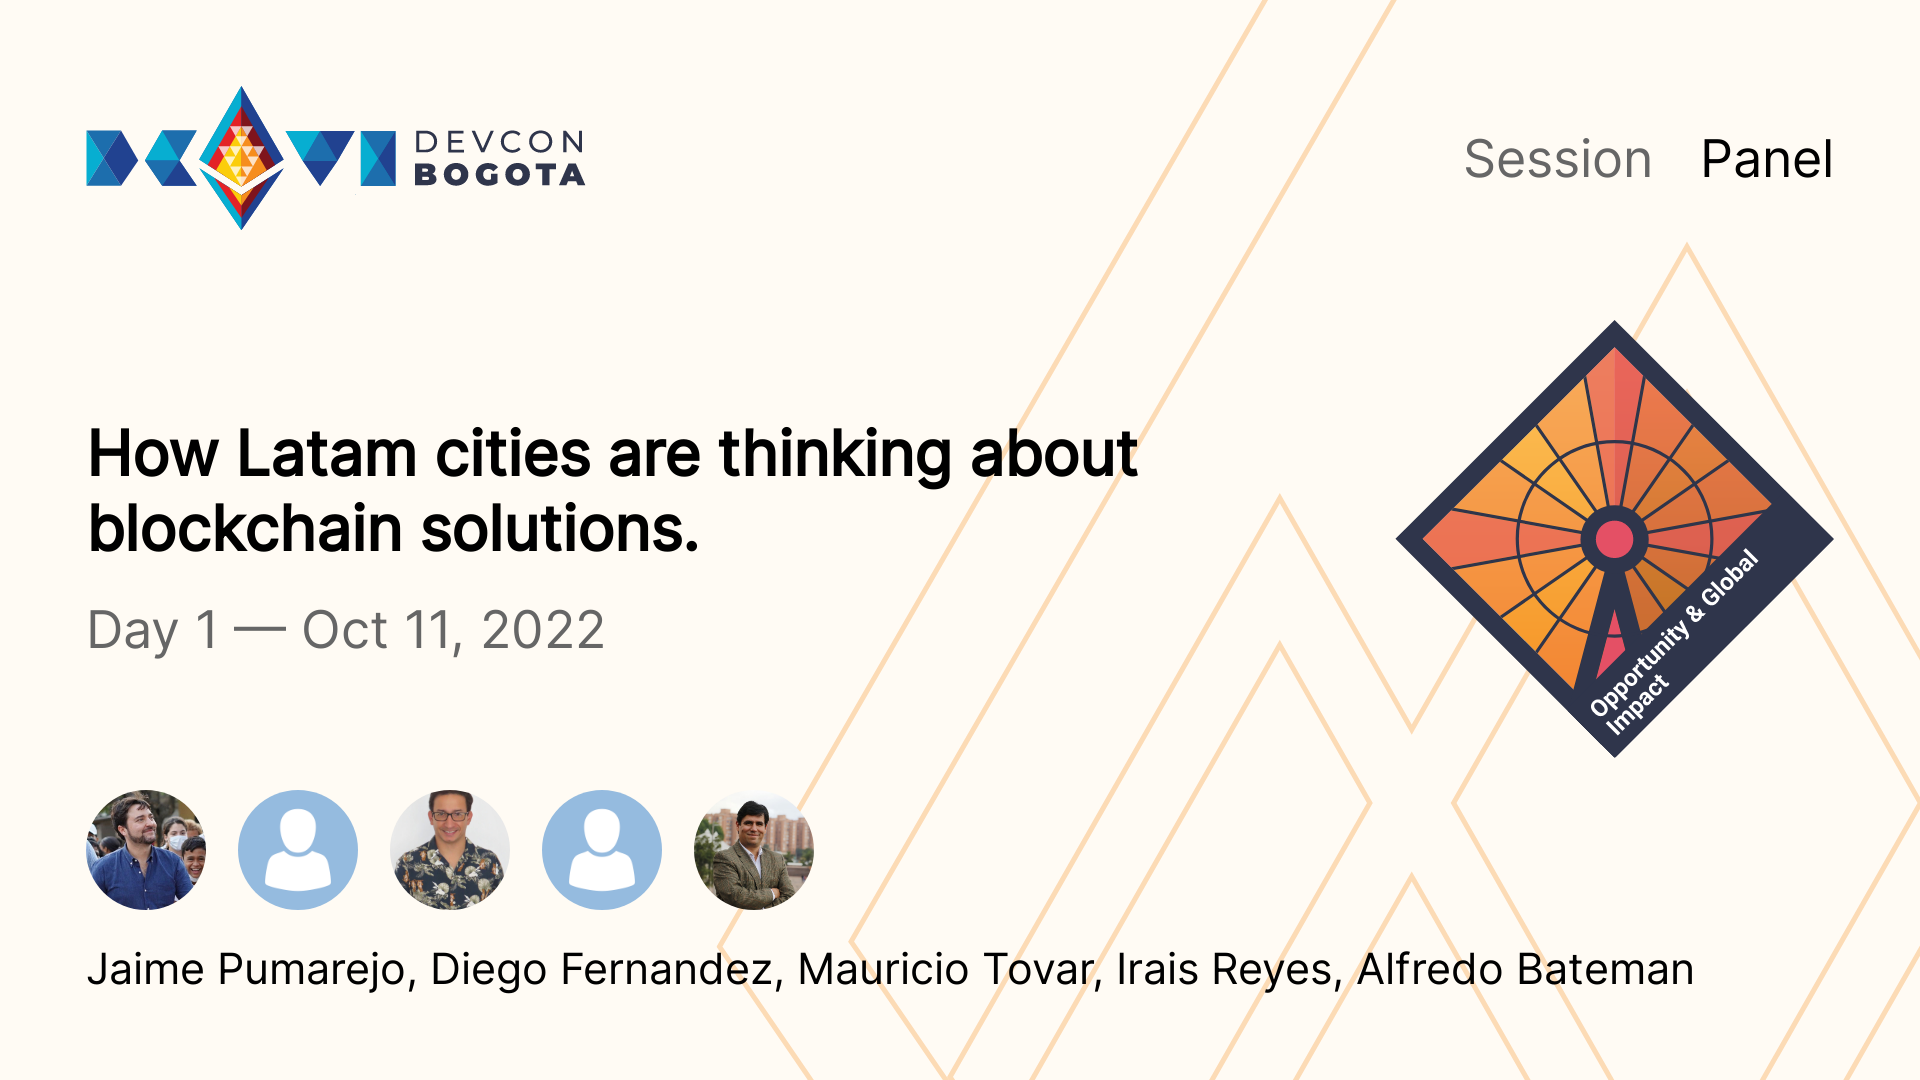 DEVCON
BOGOTA
Session Panel
How Latam cities are thinking about
blockchain solutions.
Day 1 — Oct 11, 2022
Opportunity & Global
Impact
Jaime Pumarejo, Diego Fernandez, Mauricio Tovar, Irais Reyes, Alfredo Bateman